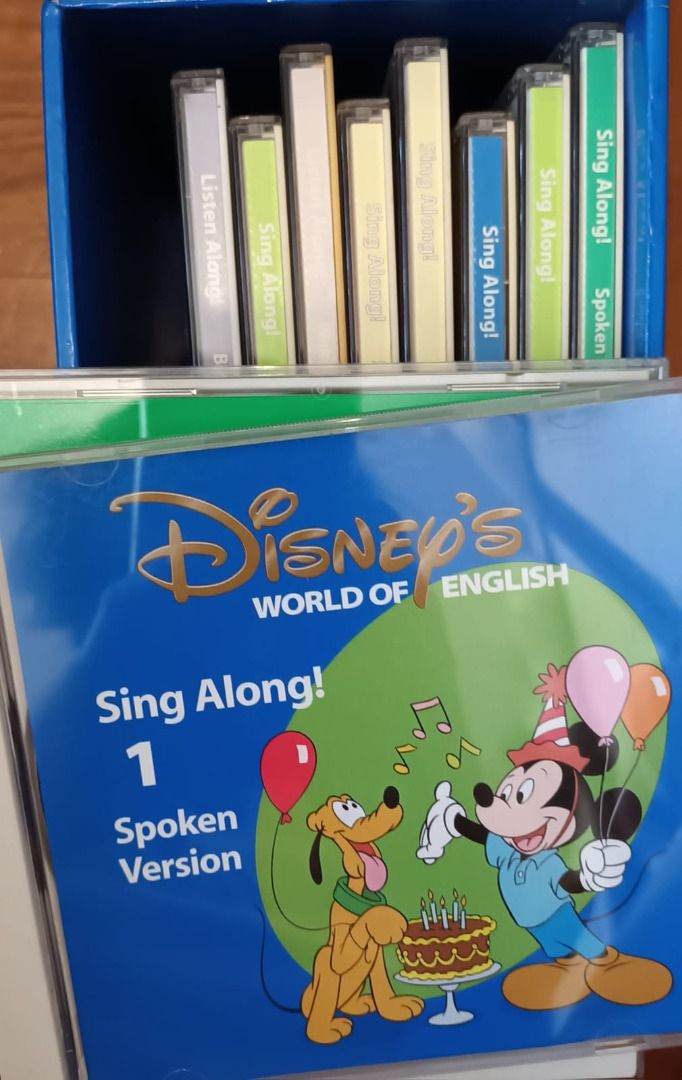 Listen Along!
Sing Along!
Sing Along!
Sing Along!
Sing Along!
Sing Along!
Sing Along! Spoken
DISNEY'S
WORLD OF ENGLISH
Sing Along!
1
Spoken
Version